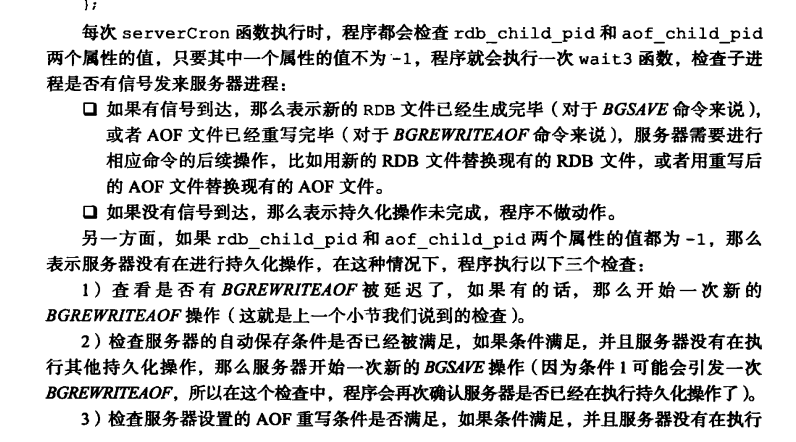 };
每次 serverCron 函数执行时，程序都会检查 rdb_child_pid 和 aof_child_pid
两个属性的值，只要其中一个属性的值不为 -1，程序就会执行一次 wait3 函数，检查子进
程是否有信号发来服务器进程：
❑ 如果有信号到达，那么表示新的 RDB 文件已经生成完毕（对于 BGSAVE 命令来说），
或者 AOF 文件已经重写完毕（对于 BGREWRITEAOF 命令来说），服务器需要进行
相应命令的后续操作，比如用新的 RDB 文件替换现有的 RDB 文件，或者用重写后
的 AOF 文件替换现有的 AOF 文件。
❑ 如果没有信号到达，那么表示持久化操作未完成，程序不做动作。
另一方面，如果 rdb_child_pid 和 aof_child_pid 两个属性的值都为 -1，那么
表示服务器没有在进行持久化操作，在这种情况下，程序执行以下三个检查：
1）查看是否有 BGREWRITEAOF 被延迟了，如果有的话，那么开始一次新的
BGREWRITEAOF 操作（这就是上一个小节我们说到的检查）。
2）检查服务器的自动保存条件是否已经被满足，如果条件满足，并且服务器没有在执
行其他持久化操作，那么服务器开始一次新的 BGSAVE 操作（因为条件 1 可能会引发一次
BGREWRITEAOF，所以在这个检查中，程序会再次确认服务器是否已经在执行持久化操作了）。
3）检查服务器设置的 AOF 重写条件是否满足，如果条件满足，并且服务器没有在执行